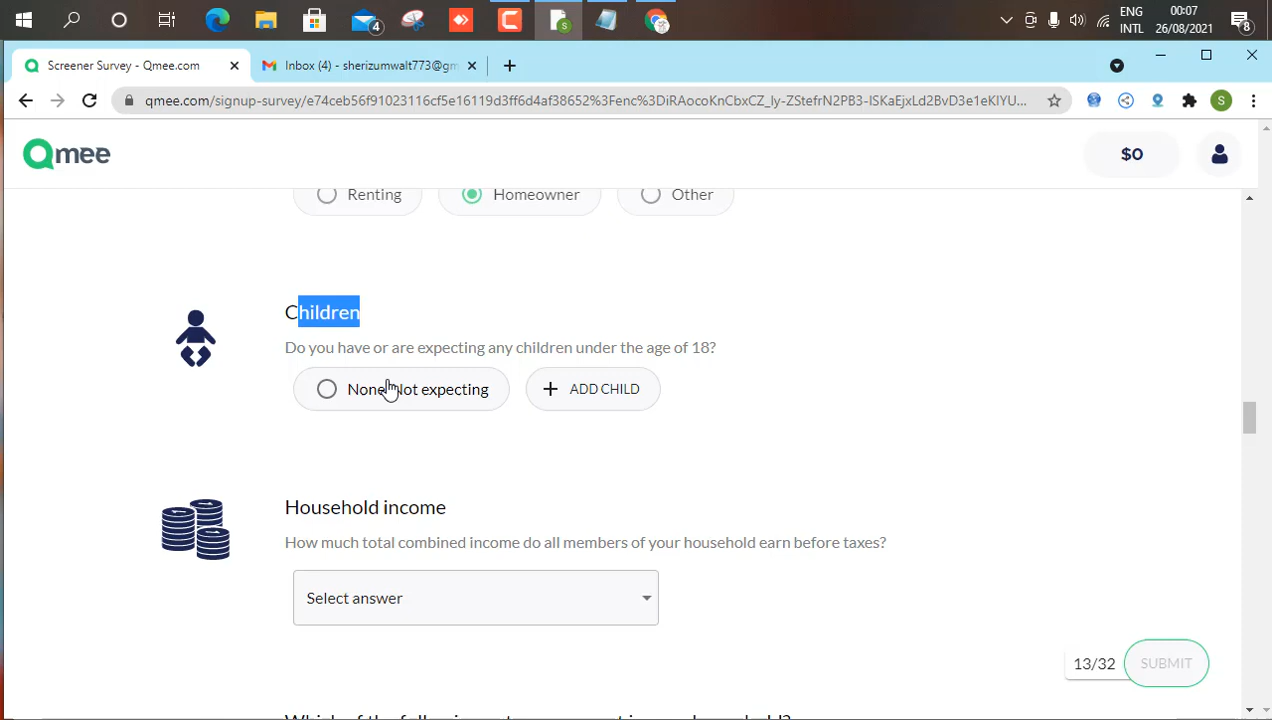 4
ENG
INTL
00:07
26/08/2021
8
Screener Survey - Qmee.com
Inbox (4) - sherizumwalt773@gm
qmee.com/signup-survey/e74ceb56f91023116cf5e16119d3ff6d4af38652%3Fenc%3DiRAocoKnCbxCZ_ly-ZStefrN2PB3-ISKaEjxLd2BvD3e1eKIYU...
S
Qmee
$0
Renting
Homeowner
Other
Children
Do you have or are expecting any children under the age of 18?
None/Not expecting
+ ADD CHILD
Household income
How much total combined income do all members of your household earn before taxes?
Select answer
13/32
SUBMIT